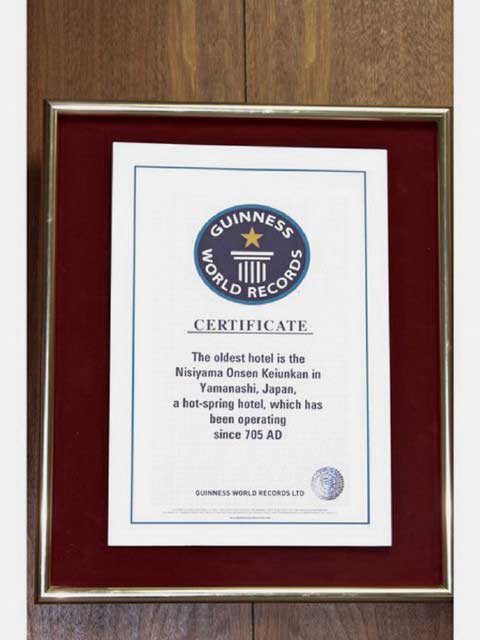 GUINNESS
WORLD RECORDS
CERTIFICATE
The oldest hotel is the
Nisiyama Onsen Keiunkan in
Yamanashi, Japan,
a hot-spring hotel, which has
been operating
since 705 AD
GUINNESS WORLD RECORDS LTD